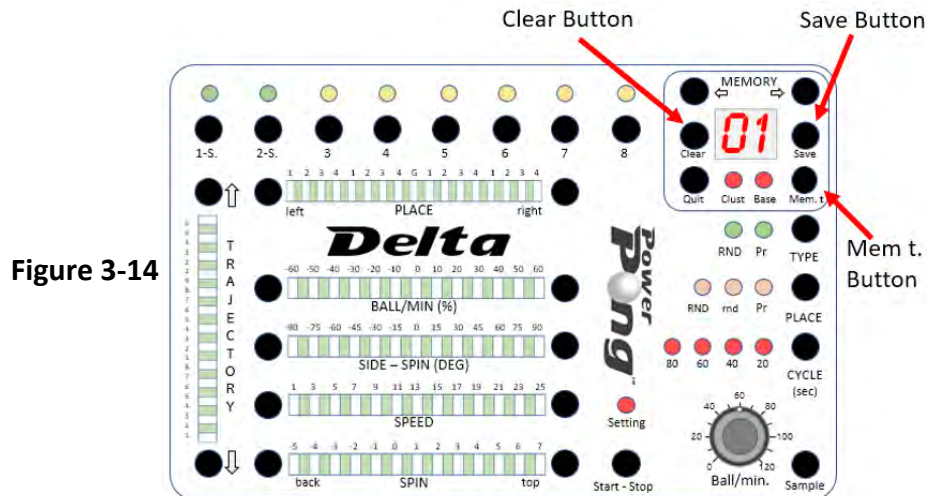 Clear Button
Save Button
MEMORY
01
Clear
Save
1-S.
2-S.
3
4
5
6
7
8
Quit
Clust
Base
Mem. t
1 2 3 4 1 2 3 4 G 1 2 3 4 1 2 3 4
left
PLACE
right
Delta
Power Pong™
RND
Pr
TYPE
Mem t.
Button
Figure 3-14
TRAJECTORY
-60 -50 -40 -30 -20 -10 0 10 20 30 40 50 60
BALL/MIN (%)
RND
rnd
Pr
PLACE
-90 -75 -60 -45 -30 -15 0 15 30 45 60 75 90
SIDE – SPIN (DEG)
80
60
40
20
CYCLE
(sec)
1 3 5 7 9 11 13 15 17 19 21 23 25
SPEED
Setting
0 20 40 60 80 100 120
Ball/min.
-5 -4 -3 -2 -1 0 1 2 3 4 5 6 7
back
SPIN
top
Start - Stop
Sample